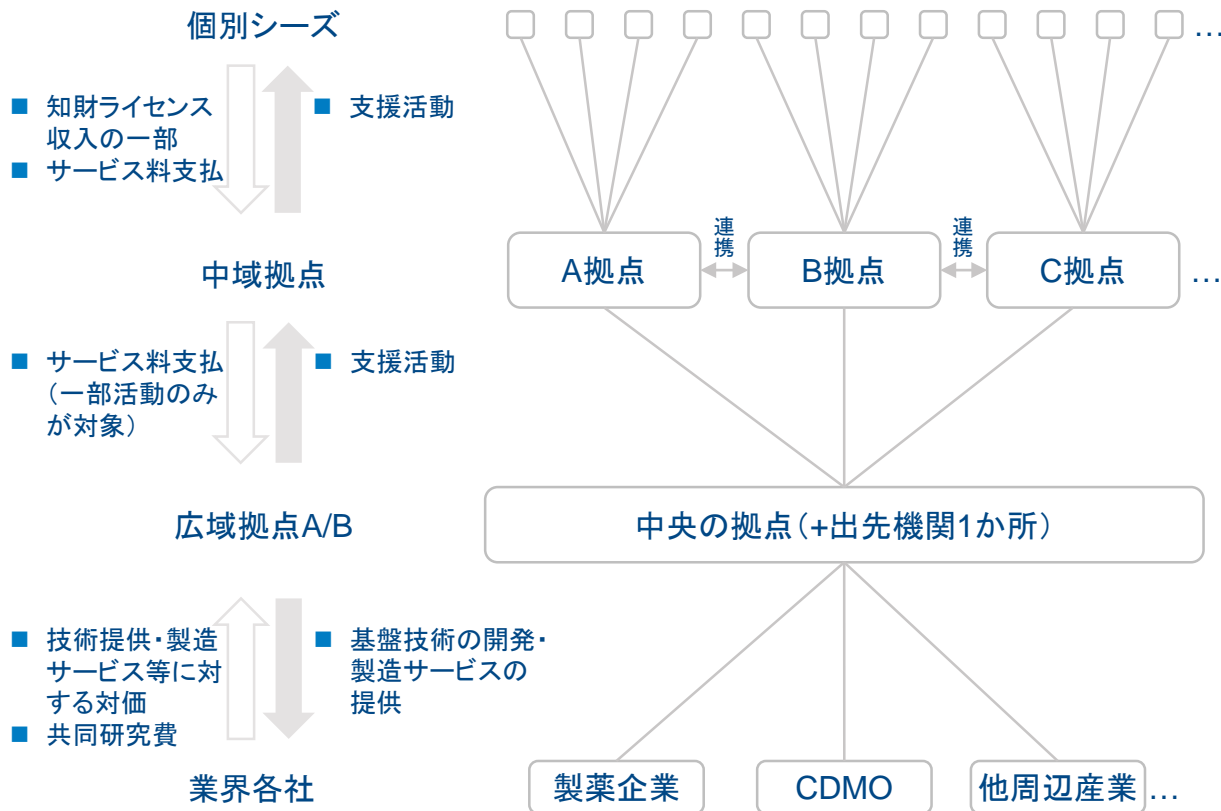 個別シーズ
…
■ 知財ライセンス
収入の一部
■ サービス料支払
■ 支援活動
中域拠点
A拠点
連携
B拠点
連携
C拠点
…
■ サービス料支払
(一部活動のみ
が対象)
■ 支援活動
広域拠点A/B
中央の拠点(+出先機関1か所)
■ 技術提供・製造
サービス等に対
する対価
■ 共同研究費
■ 基盤技術の開発・
製造サービスの
提供
業界各社
製薬企業
CDMO
他周辺産業
…